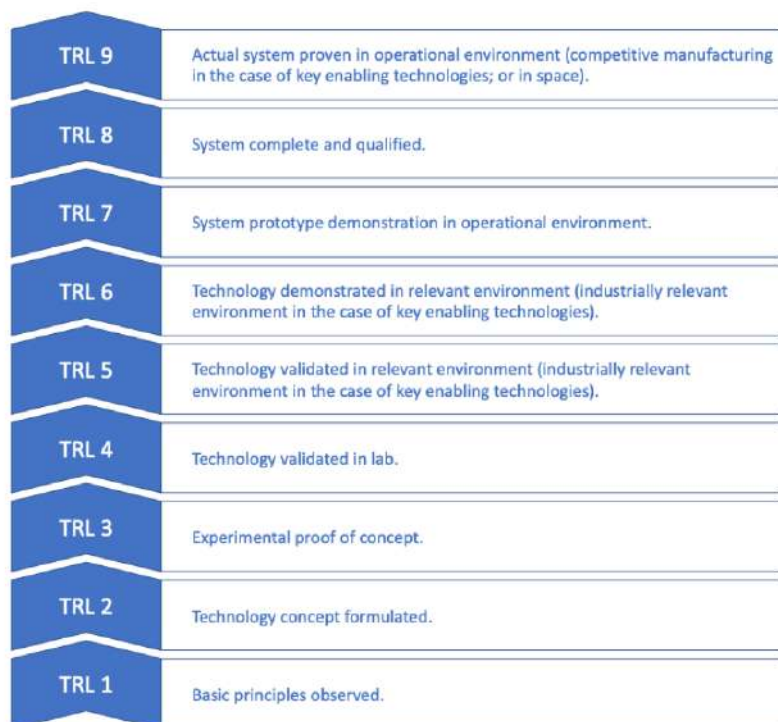 TRL 9
Actual system proven in operational environment (competitive manufacturing
in the case of key enabling technologies; or in space).
TRL 8
System complete and qualified.
TRL 7
System prototype demonstration in operational environment.
TRL 6
Technology demonstrated in relevant environment (industrially relevant
environment in the case of key enabling technologies).
TRL 5
Technology validated in relevant environment (industrially relevant
environment in the case of key enabling technologies).
TRL 4
Technology validated in lab.
TRL 3
Experimental proof of concept.
TRL 2
Technology concept formulated.
TRL 1
Basic principles observed.